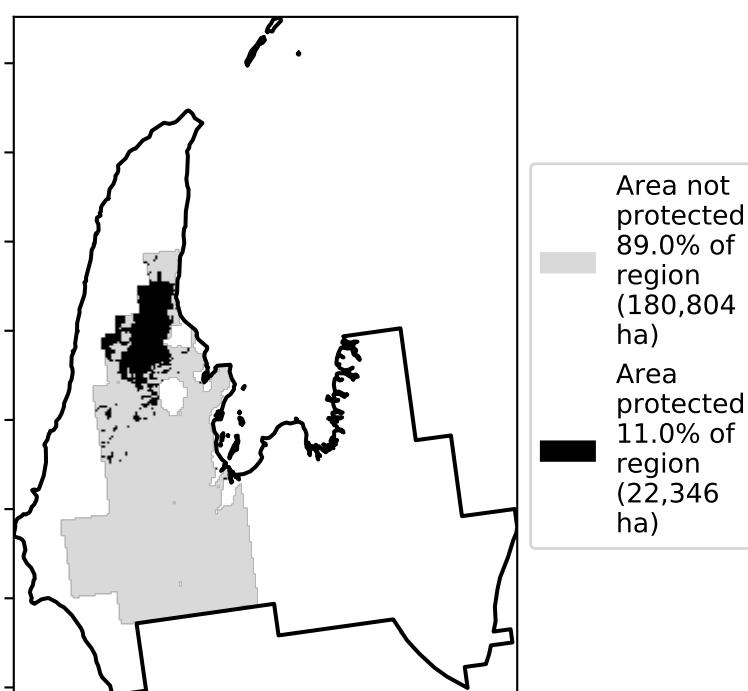 Area not
protected
89.0% of
region
(180,804
ha)
Area
protected
11.0% of
region
(22,346
ha)